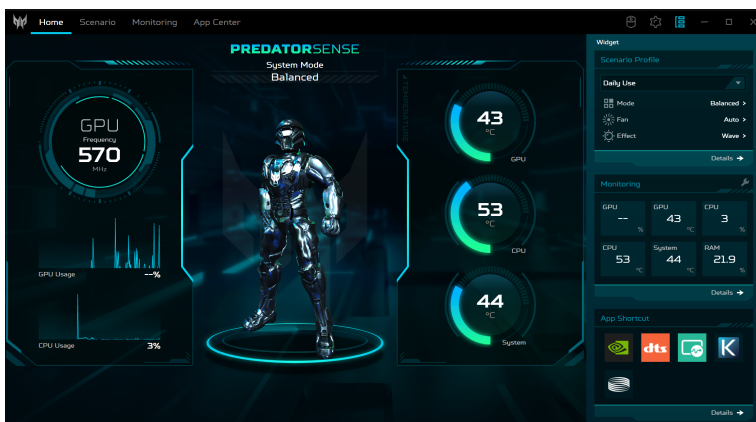 Home Scenario Monitoring App Center
PREDATORSENSE
System Mode
Balanced
GPU
Frequency
570
MHz
GPU Usage --%
CPU Usage 3%
TEMPERATURE
43
°C
GPU
53
°C
CPU
44
°C
System
Widget
Scenario Profile
Daily Use
Mode Balanced >
Fan Auto >
Effect Wave >
Details →
Monitoring
GPU GPU CPU
-- 43 3
% °C %
CPU System RAM
53 44 21.9
°C °C %
Details →
App Shortcut
dts K
Details →